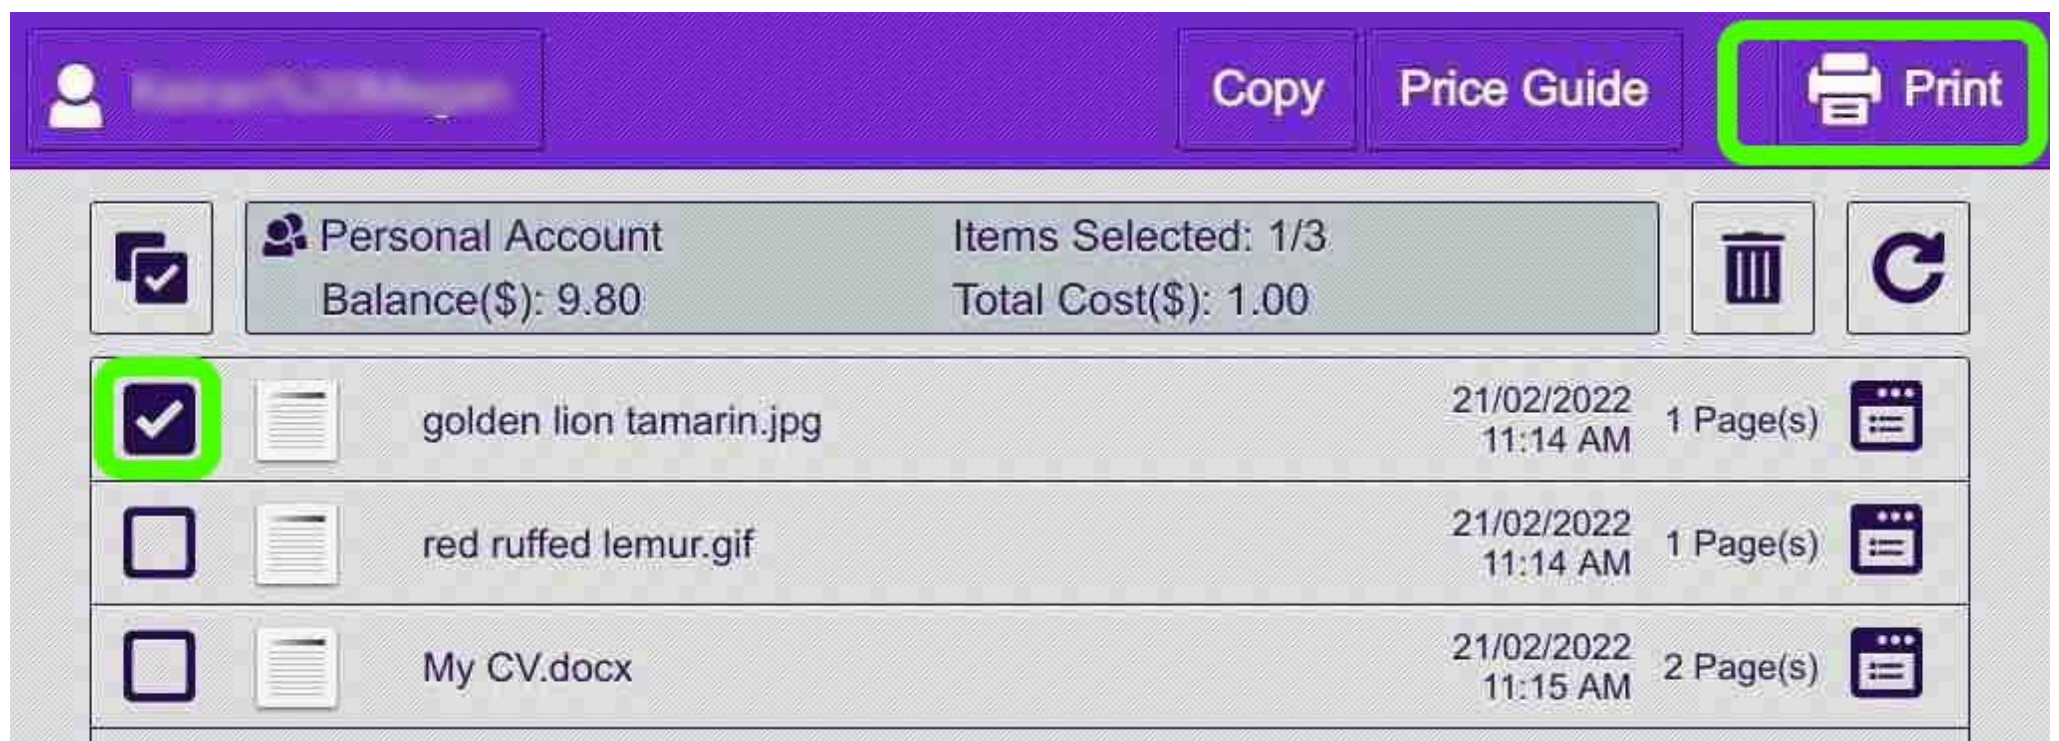 Copy
Price Guide
Print
Personal Account
Items Selected: 1/3
Balance($): 9.80
Total Cost($): 1.00
golden lion tamarin.jpg
21/02/2022
11:14 AM
1 Page(s)
red ruffed lemur.gif
21/02/2022
11:14 AM
1 Page(s)
My CV.docx
21/02/2022
11:15 AM
2 Page(s)